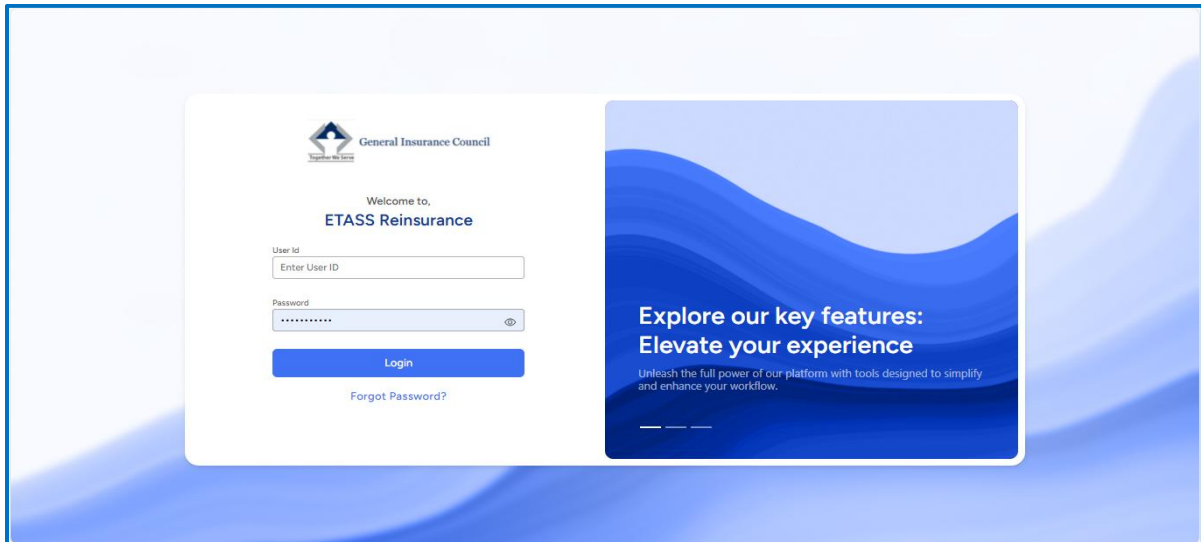 General Insurance Council
Together We Serve
Welcome to,
ETASS Reinsurance
User Id
Enter User ID
Password
•••••••••••
Login
Forgot Password?
Explore our key features:
Elevate your experience
Unleash the full power of our platform with tools designed to simplify
and enhance your workflow.